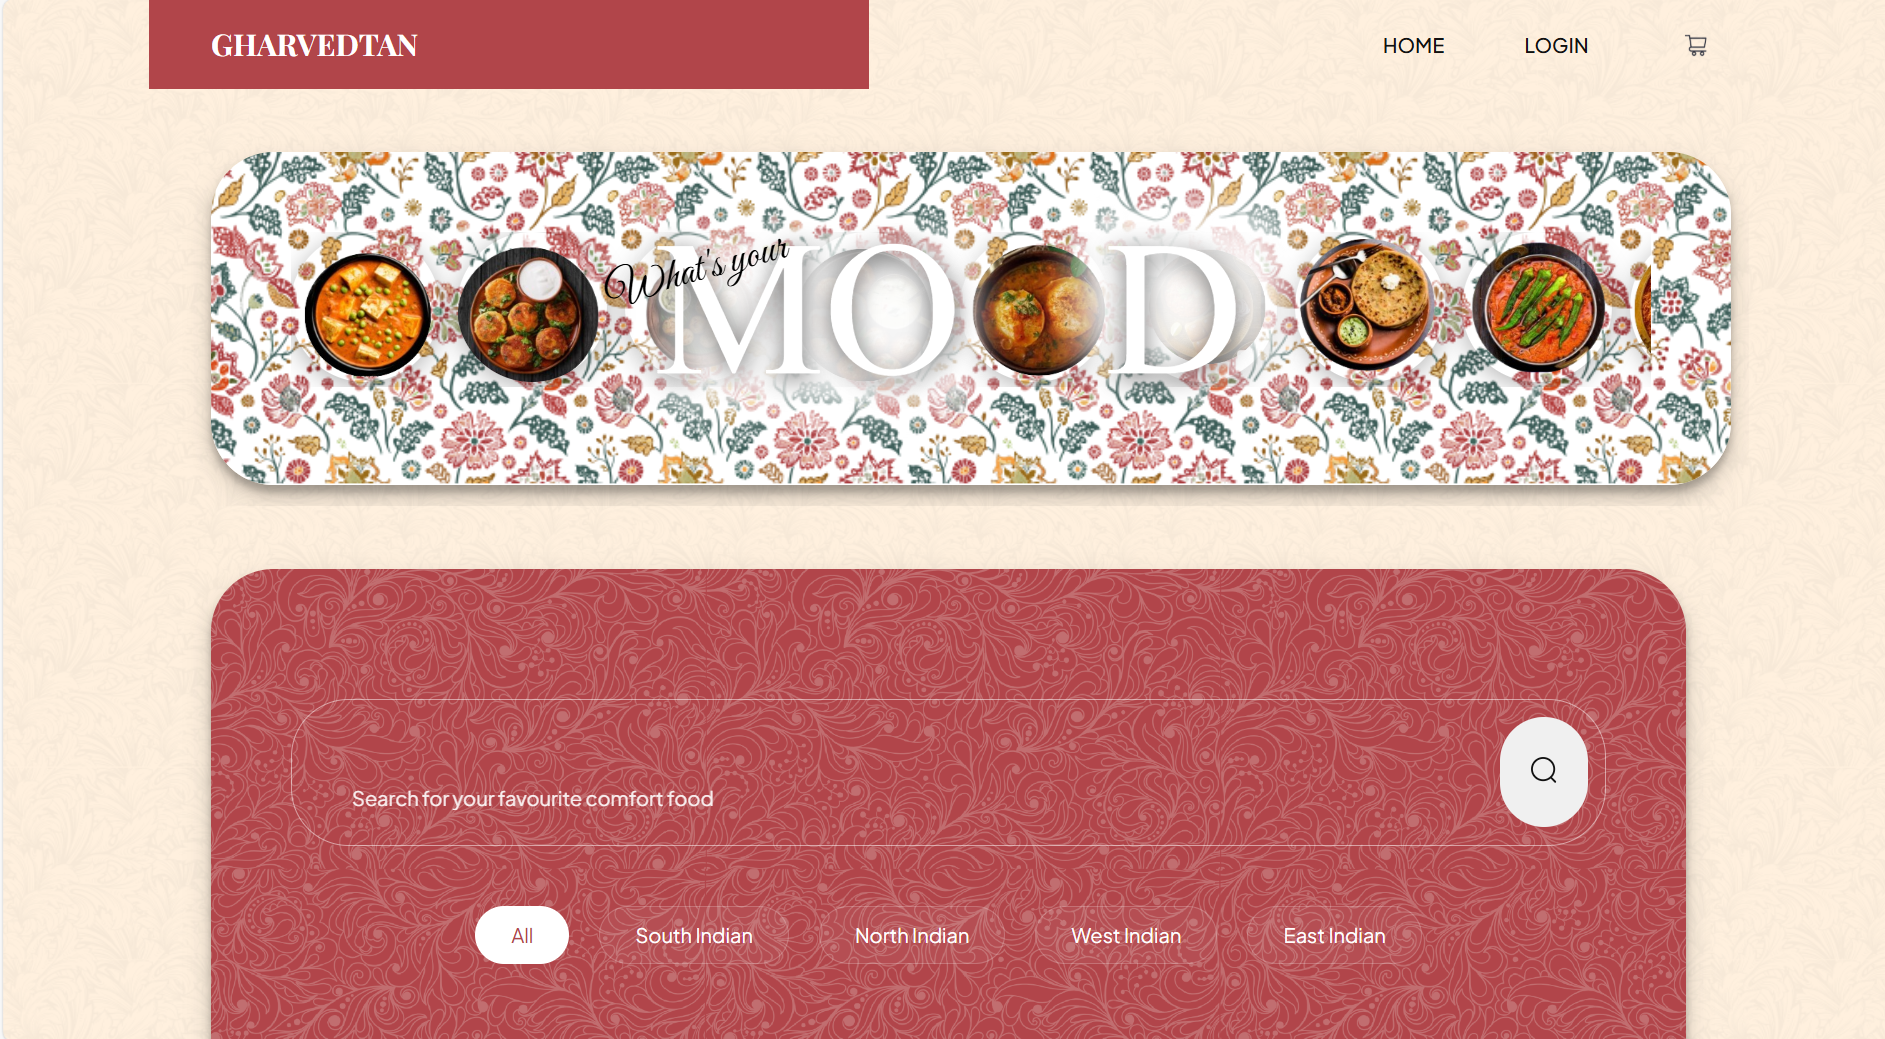 GHARVEDTAN
HOME
LOGIN
What's your
MOOD
Search for your favourite comfort food
All
South Indian
North Indian
West Indian
East Indian